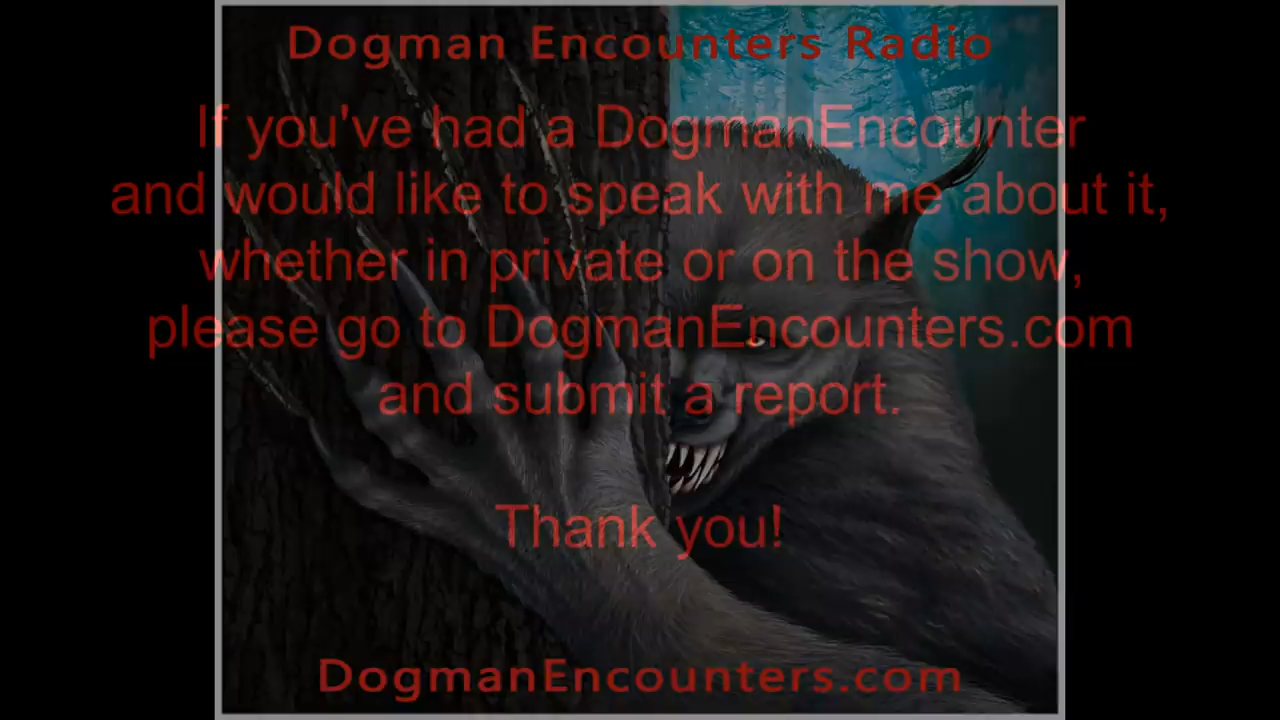 Dogman Encounters Radio
If you've had a DogmanEncounter
and would like to speak with me about it,
whether in private or on the show,
please go to DogmanEncounters.com
and submit a report.
Thank you!
DogmanEncounters.com